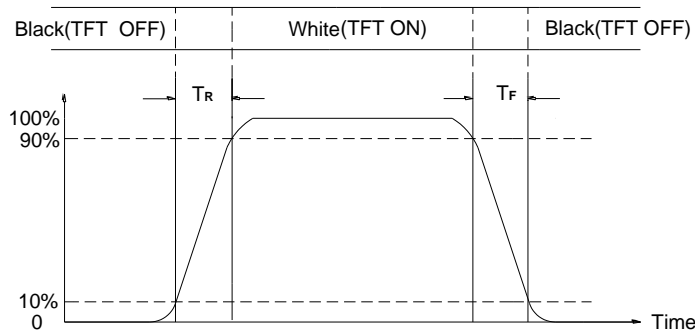 Black(TFT OFF) White(TFT ON) Black(TFT OFF)
TR TF
100%
90%
10%
0
Time